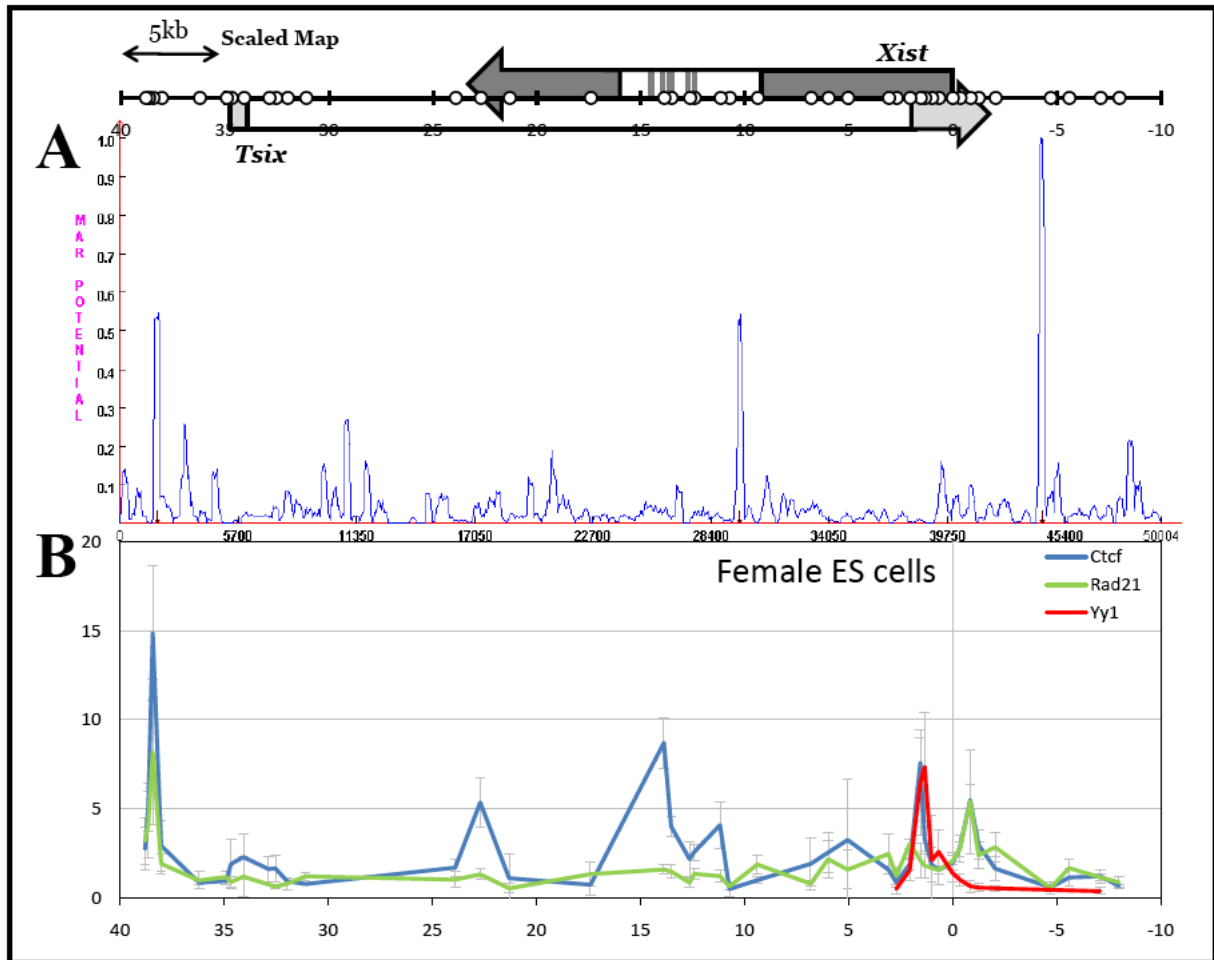 5kb
Scaled Map
Xist
40 35 30 25 20 15 10 5 0 -5 -10
Tsix
A
MAR POTENTIAL
1.0
0.9
0.8
0.7
0.6
0.5
0.4
0.3
0.2
0.1
0 5700 11350 17050 22700 28400 34050 39750 45400 50004
B
Female ES cells
Ctcf
Rad21
Yy1
20
15
10
5
0
40 35 30 25 20 15 10 5 0 -5 -10